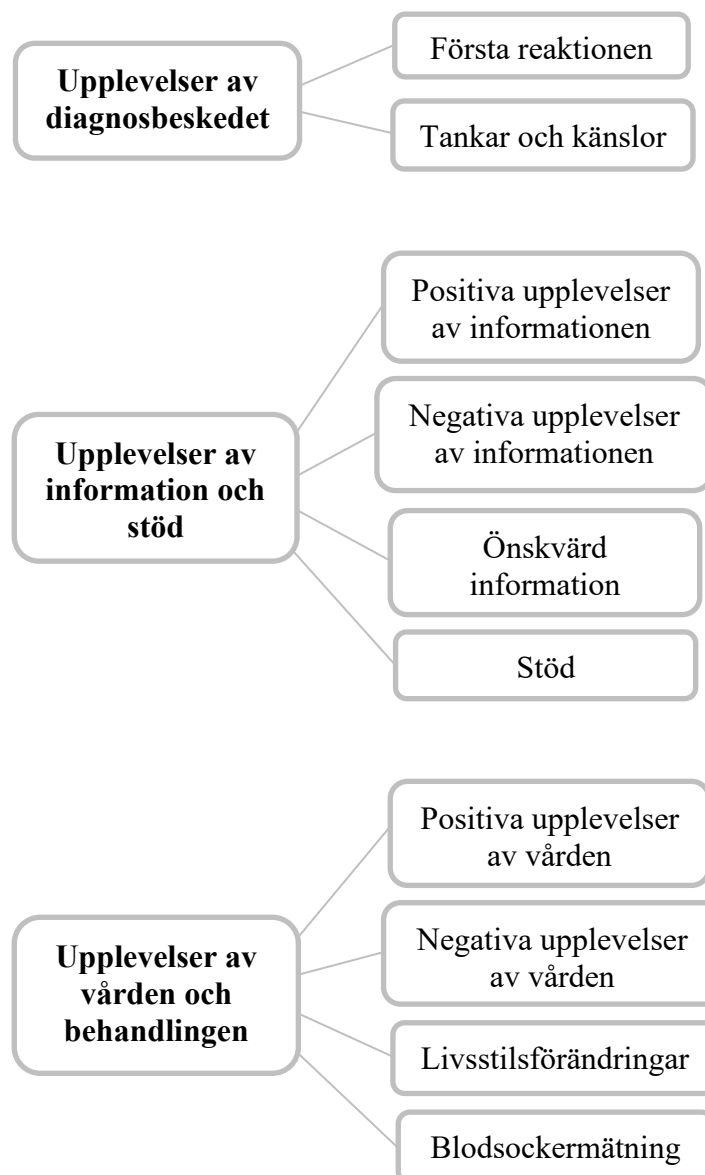 Upplevelser av
diagnosbeskedet
Första reaktionen
Tankar och känslor
Upplevelser av
information och
stöd
Positiva upplevelser
av informationen
Negativa upplevelser
av informationen
Önskvärd
information
Stöd
Upplevelser av
vården och
behandlingen
Positiva upplevelser
av vården
Negativa upplevelser
av vården
Livsstilsförändringar
Blodsockermätning